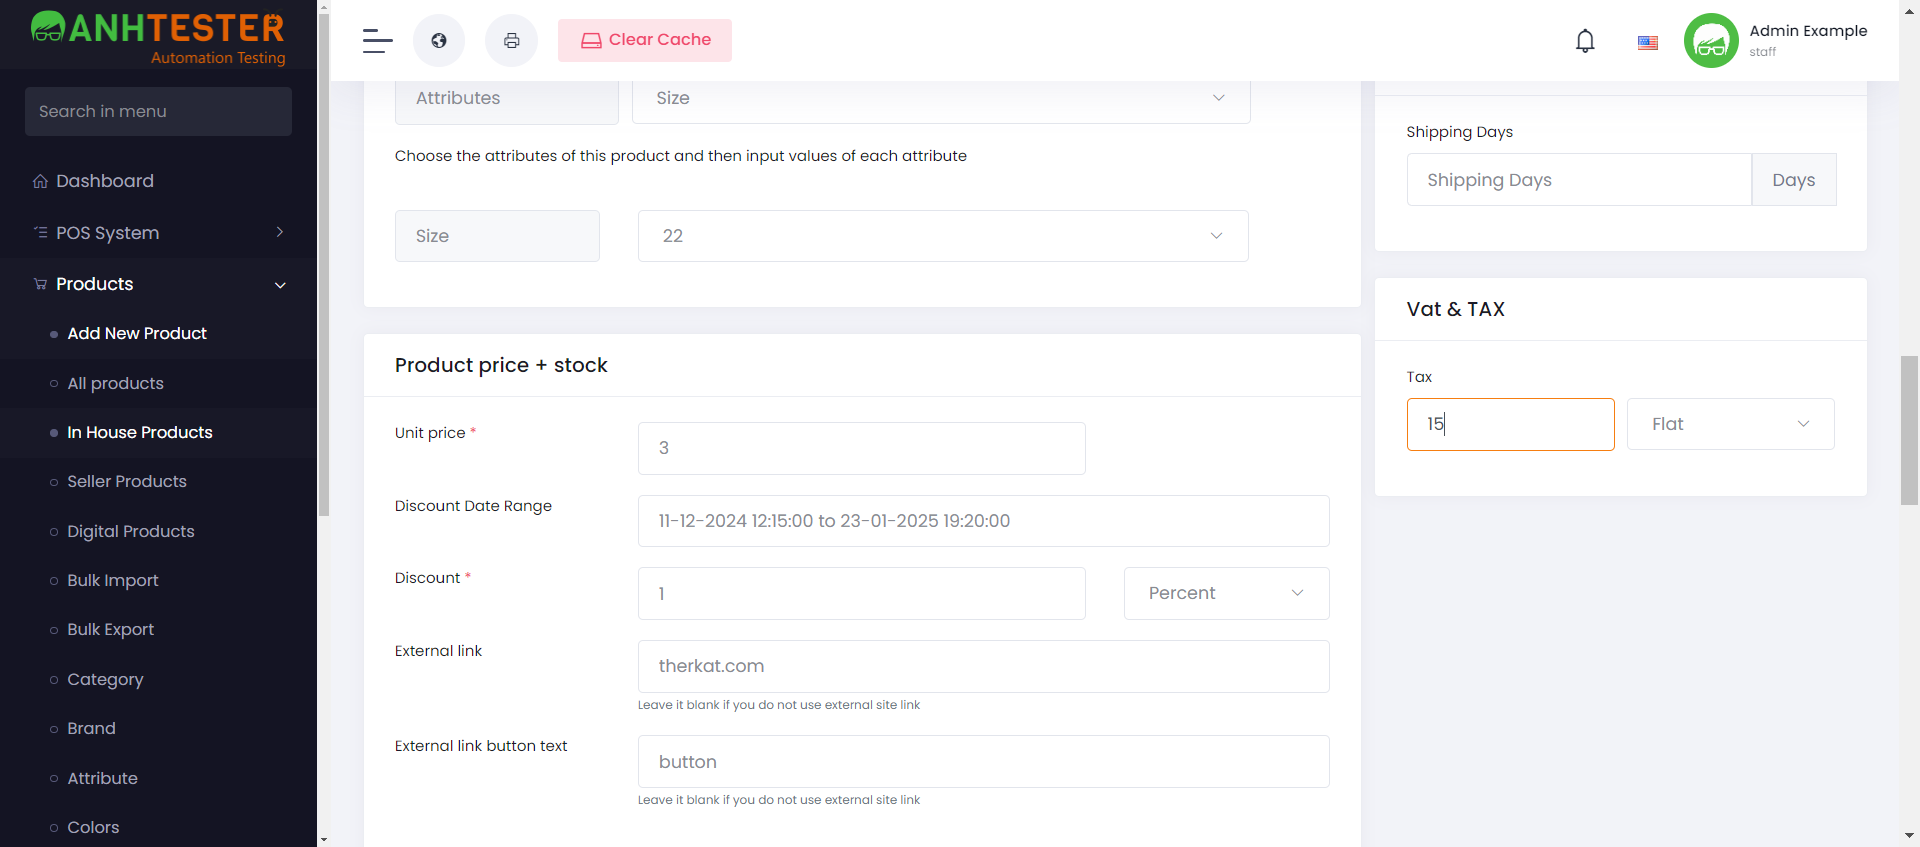 ANHTESTER
Automation Testing
Search in menu
Dashboard
POS System
Products
Add New Product
All products
In House Products
Seller Products
Digital Products
Bulk Import
Bulk Export
Category
Brand
Attribute
Colors
Clear Cache
Admin Example
staff
Attributes
Size
Choose the attributes of this product and then input values of each attribute
Size
22
Product price + stock
Unit price *
3
Discount Date Range
11-12-2024 12:15:00 to 23-01-2025 19:20:00
Discount *
1
Percent
External link
therkat.com
Leave it blank if you do not use external site link
External link button text
button
Leave it blank if you do not use external site link
Shipping Days
Shipping Days
Days
Vat & TAX
Tax
15
Flat